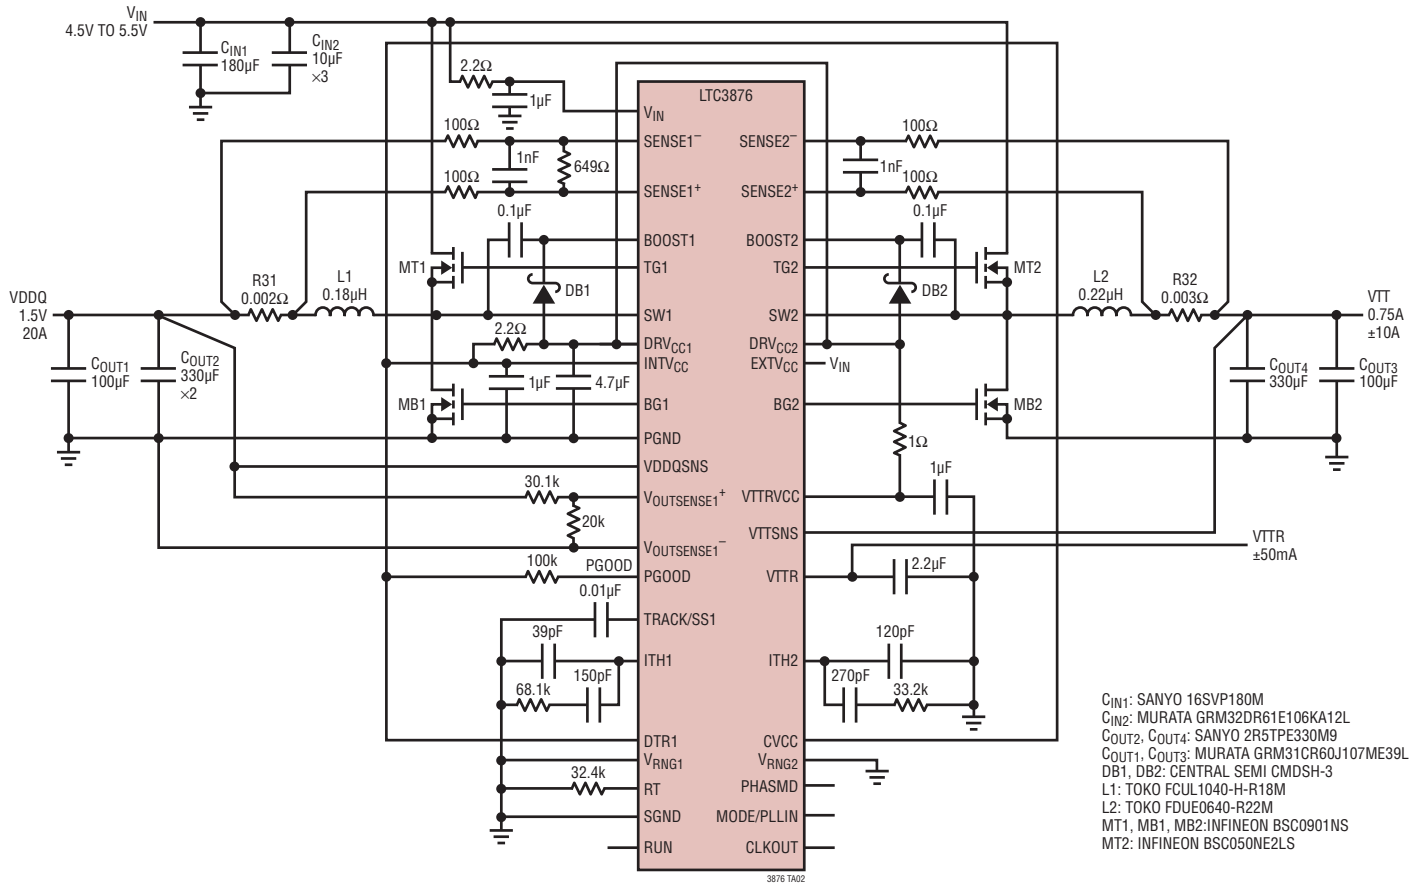 VIN
4.5V TO 5.5V
CIN1
180µF
CIN2
10µF
×3
2.2Ω
1µF
LTC3876
VIN
100Ω
SENSE1–
1nF
649Ω
100Ω
SENSE1+
SENSE2–
100Ω
1nF
SENSE2+
100Ω
0.1µF
BOOST1
BOOST2
0.1µF
MT1
TG1
TG2
MT2
DB1
DB2
VDDQ
1.5V
20A
R31
0.002Ω
L1
0.18µH
SW1
SW2
L2
0.22µH
R32
0.003Ω
VTT
0.75A
±10A
2.2Ω
DRVCC1
DRVCC2
INTVCC
EXTVCC
VIN
COUT1
100µF
COUT2
330µF
×2
1µF
4.7µF
COUT4
330µF
COUT3
100µF
MB1
BG1
BG2
MB2
PGND
1Ω
VDDQSNS
30.1k
VOUTSENSE1+
20k
VOUTSENSE1–
1µF
VTTRVCC
VTTSNS
VTTR
±50mA
100k
PGOOD
PGOOD
VTTR
2.2µF
0.01µF
TRACK/SS1
39pF
ITH1
150pF
68.1k
120pF
ITH2
270pF
33.2k
DTR1
CVCC
VRNG1
VRNG2
32.4k
RT
PHASMD
SGND
MODE/PLLIN
RUN
CLKOUT
CIN1: SANYO 16SVP180M
CIN2: MURATA GRM32DR61E106KA12L
COUT2, COUT4: SANYO 2R5TPE330M9
COUT1, COUT3: MURATA GRM31CR60J107ME39L
DB1, DB2: CENTRAL SEMI CMDSH-3
L1: TOKO FCUL1040-H-R18M
L2: TOKO FDUE0640-R22M
MT1, MB1, MB2:INFINEON BSC0901NS
MT2: INFINEON BSC050NE2LS
3876 TA02